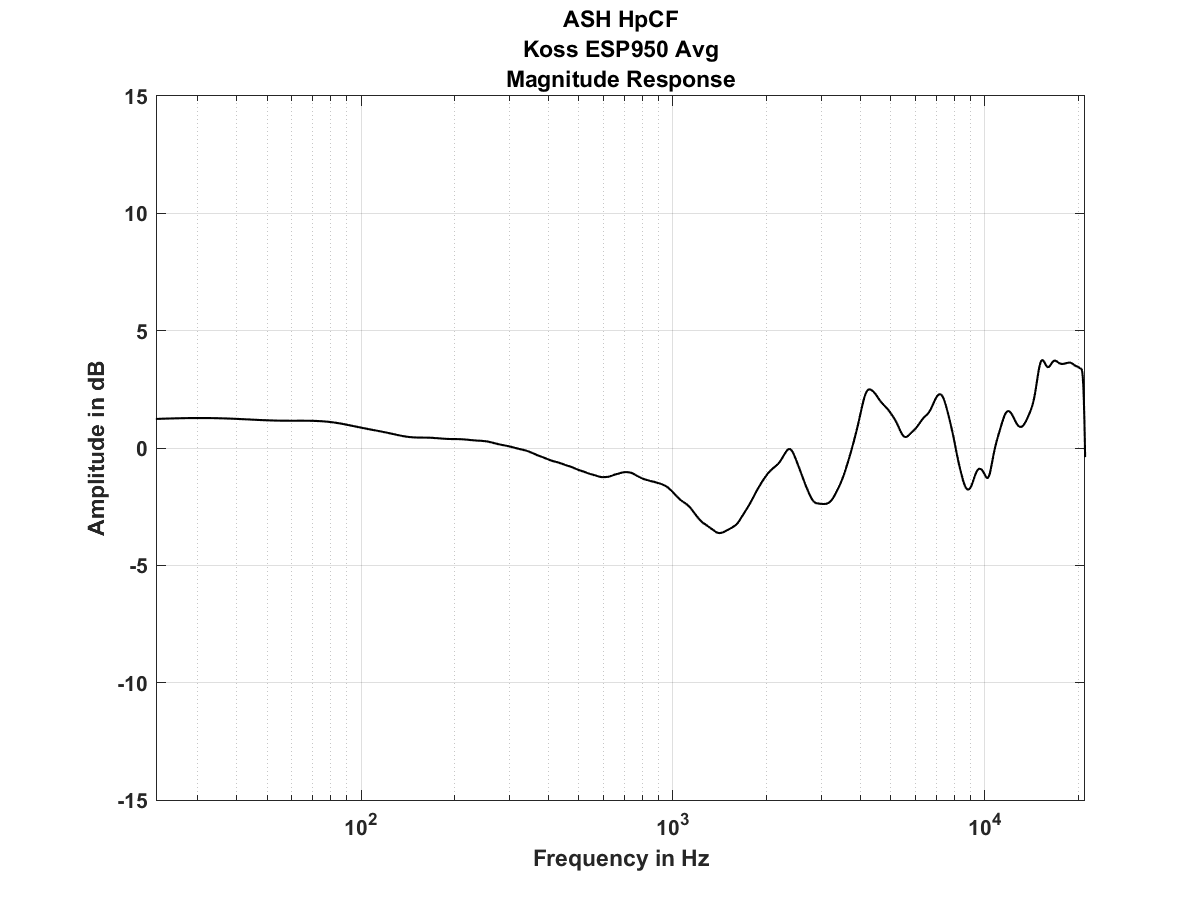 ASH HpCF
Koss ESP950 Avg
Magnitude Response
15
10
5
0
-5
-10
-15
Amplitude in dB
10² 10³ 10⁴
Frequency in Hz